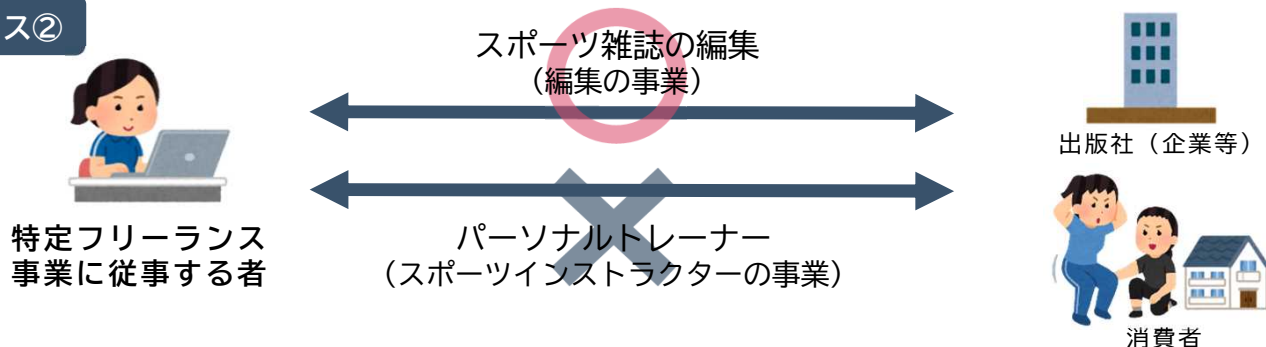 ス②
スポーツ雑誌の編集
（編集の事業）
出版社（企業等）
特定フリーランス
事業に従事する者
パーソナルトレーナー
（スポーツインストラクターの事業）
消費者